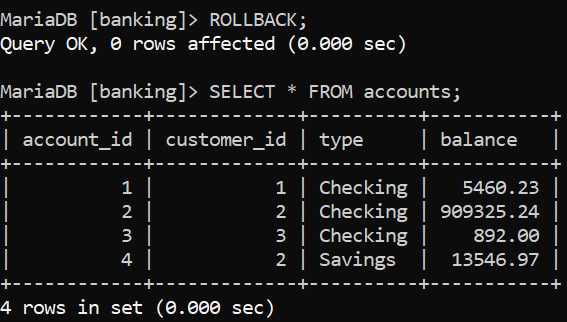 MariaDB [banking]> ROLLBACK;
Query OK, 0 rows affected (0.000 sec)

MariaDB [banking]> SELECT * FROM accounts;
+------------+-------------+----------+-----------+
| account_id | customer_id | type     | balance   |
+------------+-------------+----------+-----------+
|          1 |           1 | Checking |   5460.23 |
|          2 |           2 | Checking | 909325.24 |
|          3 |           3 | Checking |    892.00 |
|          4 |           2 | Savings  |  13546.97 |
+------------+-------------+----------+-----------+
4 rows in set (0.000 sec)